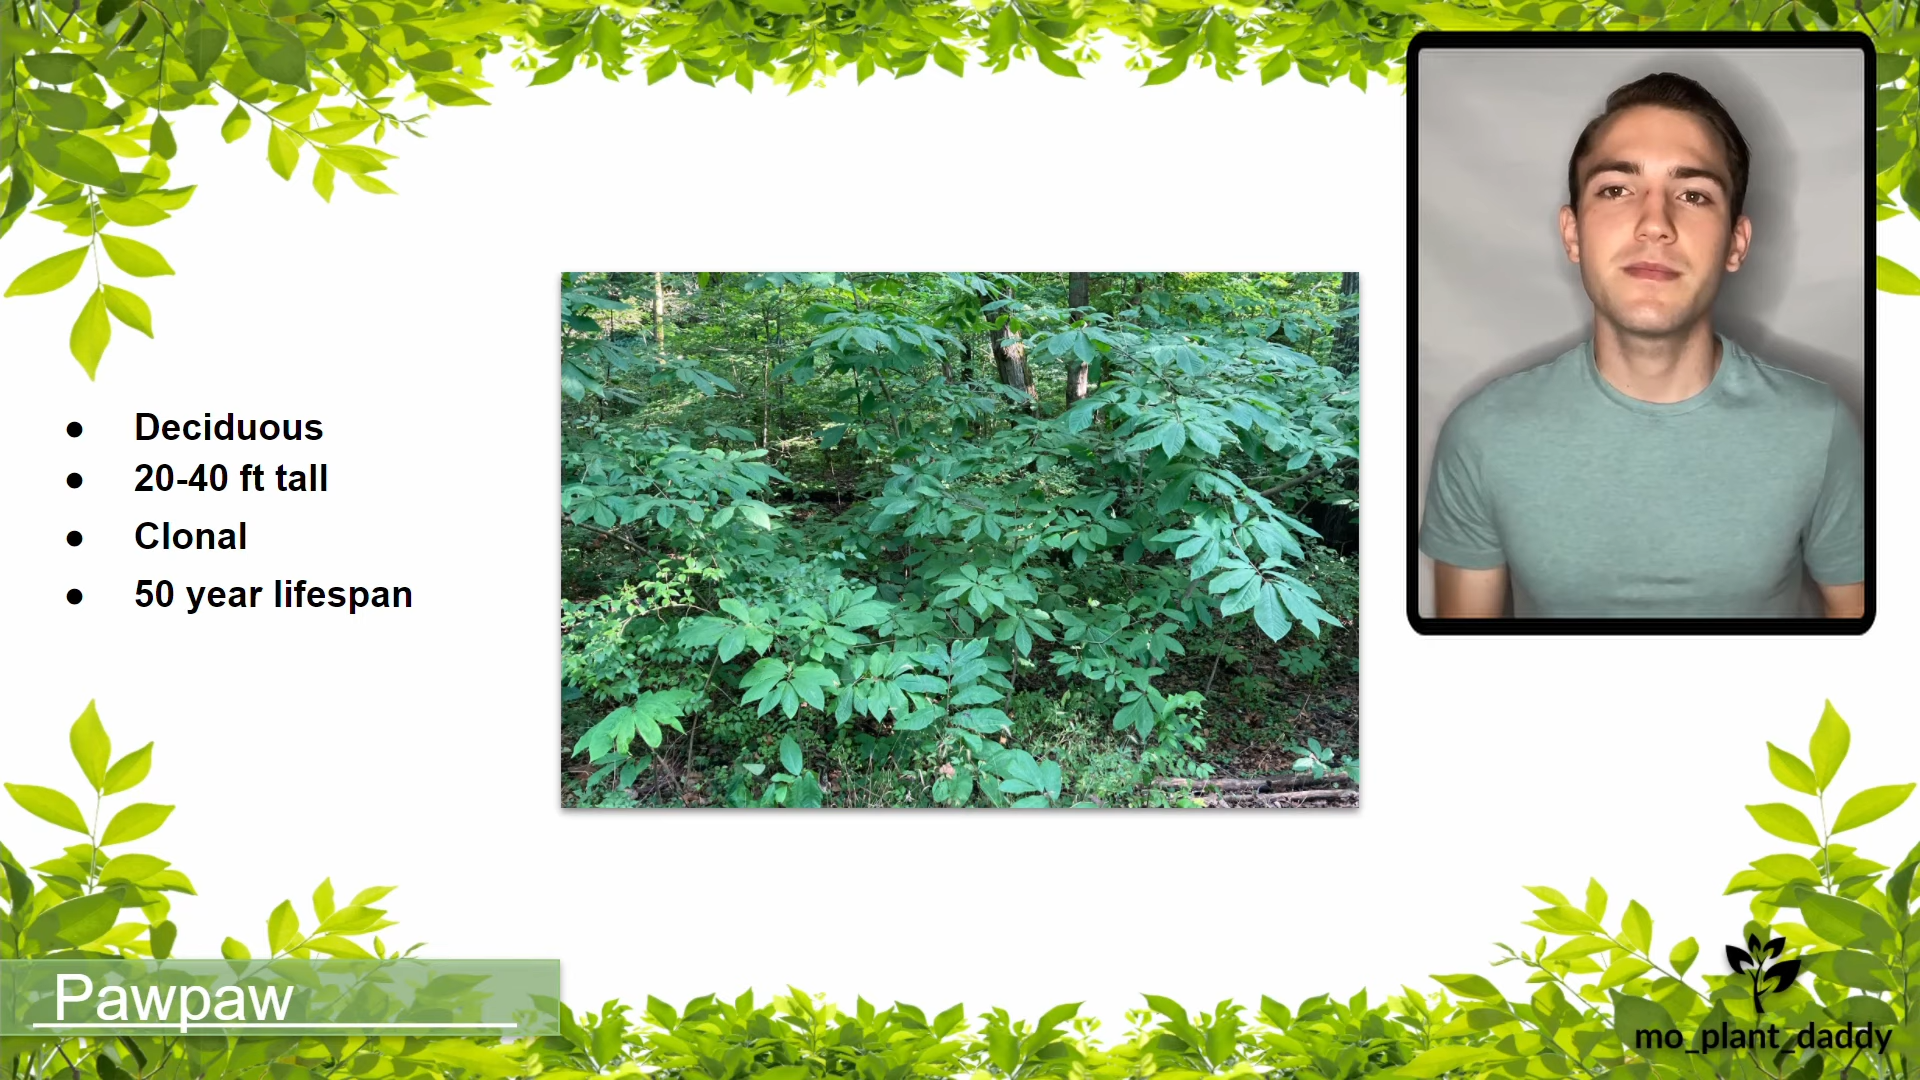 ● Deciduous
● 20-40 ft tall
● Clonal
● 50 year lifespan
Pawpaw
mo_plant_daddy